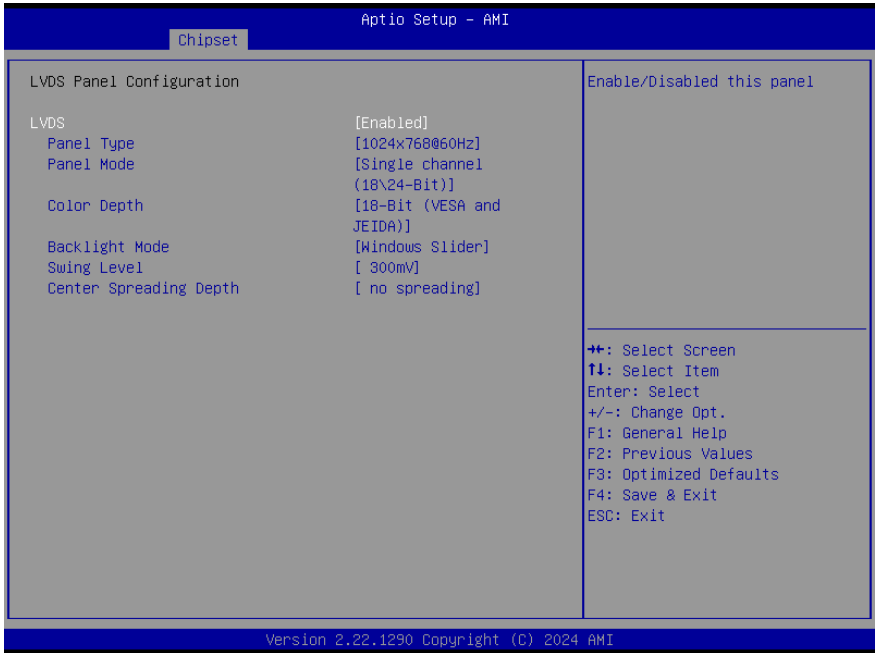 Aptio Setup – AMI
Chipset
LVDS Panel Configuration
LVDS [Enabled]
Panel Type [1024x768@60Hz]
Panel Mode [Single channel
(18\24-Bit)]
Color Depth [18-Bit (VESA and
JEIDA)]
Backlight Mode [Windows Slider]
Swing Level [ 300mV]
Center Spreading Depth [ no spreading]
Enable/Disabled this panel
→←: Select Screen
↑↓: Select Item
Enter: Select
+/-: Change Opt.
F1: General Help
F2: Previous Values
F3: Optimized Defaults
F4: Save & Exit
ESC: Exit
Version 2.22.1290 Copyright (C) 2024 AMI